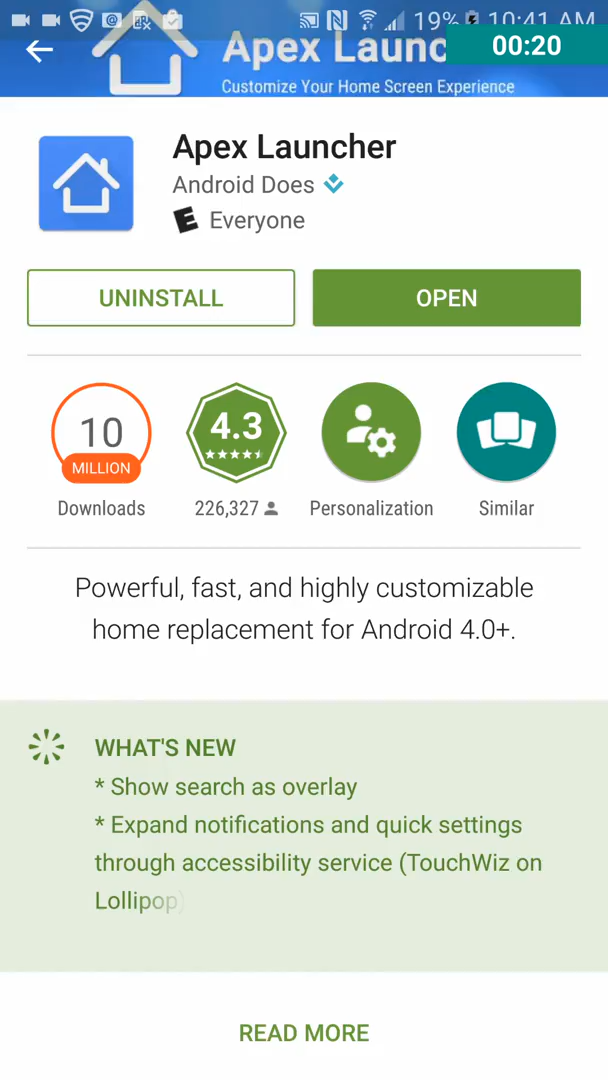 19% 10:41 AM
00:20
Apex Launc
Customize Your Home Screen Experience
Apex Launcher
Android Does
E Everyone
UNINSTALL
OPEN
10
MILLION
4.3
Downloads
226,327
Personalization
Similar
Powerful, fast, and highly customizable
home replacement for Android 4.0+.
WHAT'S NEW
* Show search as overlay
* Expand notifications and quick settings
through accessibility service (TouchWiz on
Lollipop)
READ MORE